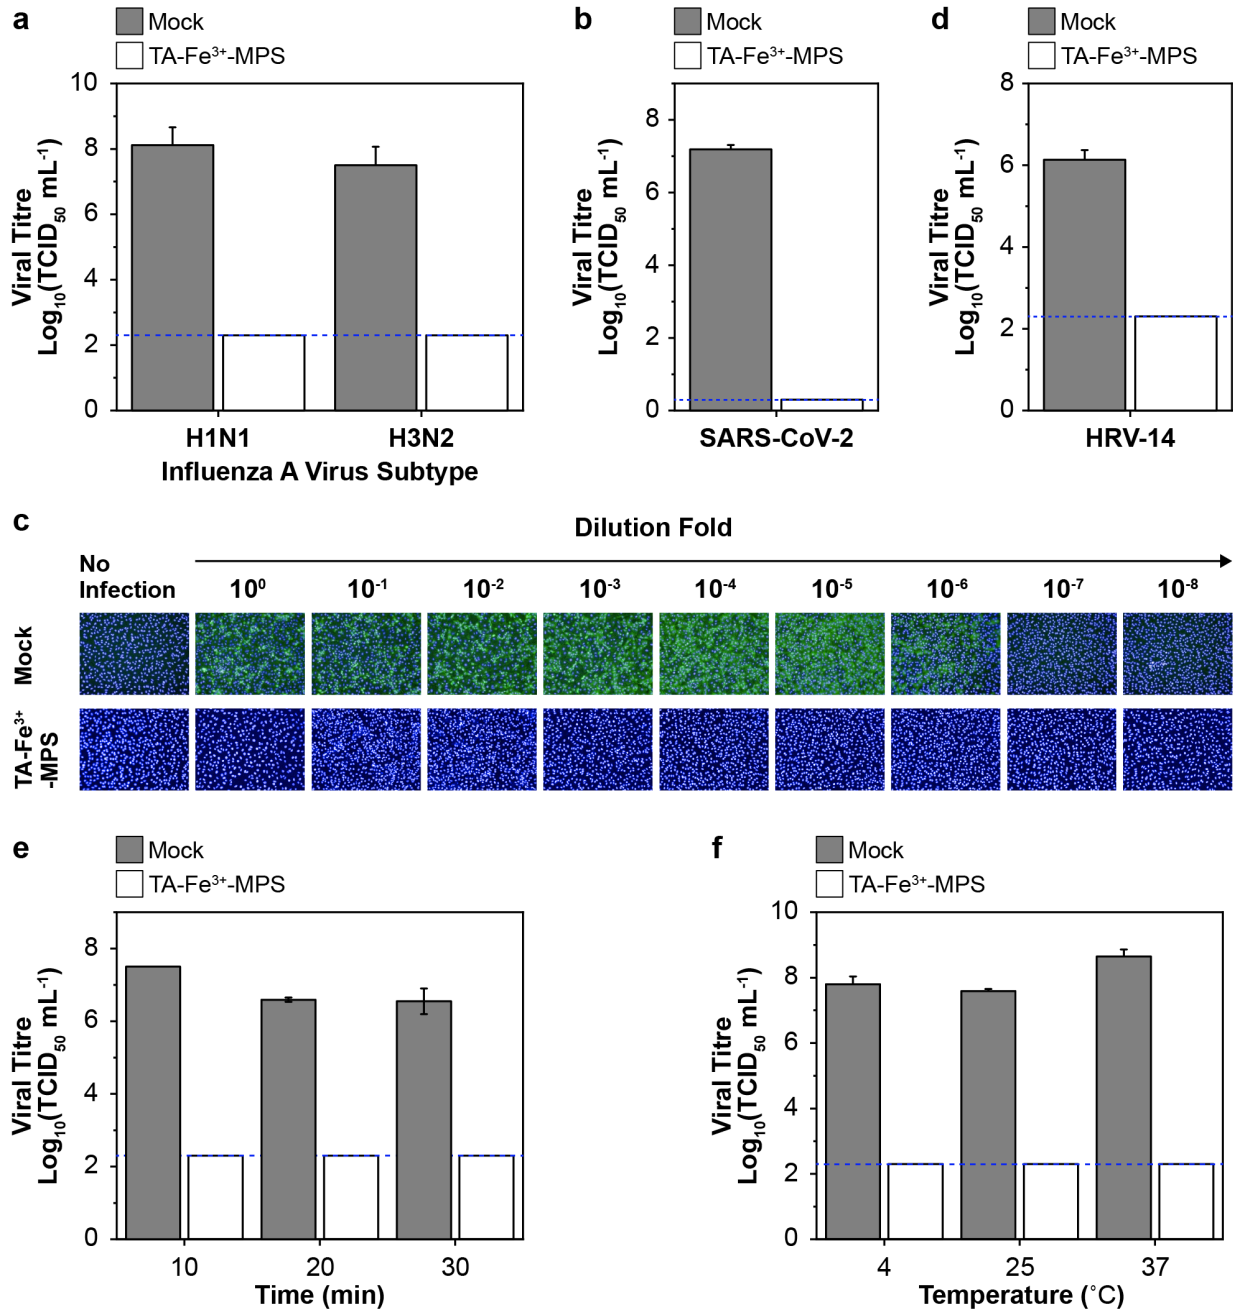 a
Mock
TA-Fe³⁺-MPS
10
8
6
4
2
0
Viral Titre
Log₁₀(TCID₅₀ mL⁻¹)
H1N1
H3N2
Influenza A Virus Subtype
b
Mock
TA-Fe³⁺-MPS
8
6
4
2
0
Viral Titre
Log₁₀(TCID₅₀ mL⁻¹)
SARS-CoV-2
d
Mock
TA-Fe³⁺-MPS
8
6
4
2
0
Viral Titre
Log₁₀(TCID₅₀ mL⁻¹)
HRV-14
c
Dilution Fold
No
Infection
10⁰
10⁻¹
10⁻²
10⁻³
10⁻⁴
10⁻⁵
10⁻⁶
10⁻⁷
10⁻⁸
Mock
TA-Fe³⁺
-MPS
e
Mock
TA-Fe³⁺-MPS
8
6
4
2
0
Viral Titre
Log₁₀(TCID₅₀ mL⁻¹)
10
20
30
Time (min)
f
Mock
TA-Fe³⁺-MPS
10
8
6
4
2
0
Viral Titre
Log₁₀(TCID₅₀ mL⁻¹)
4
25
37
Temperature (˚C)